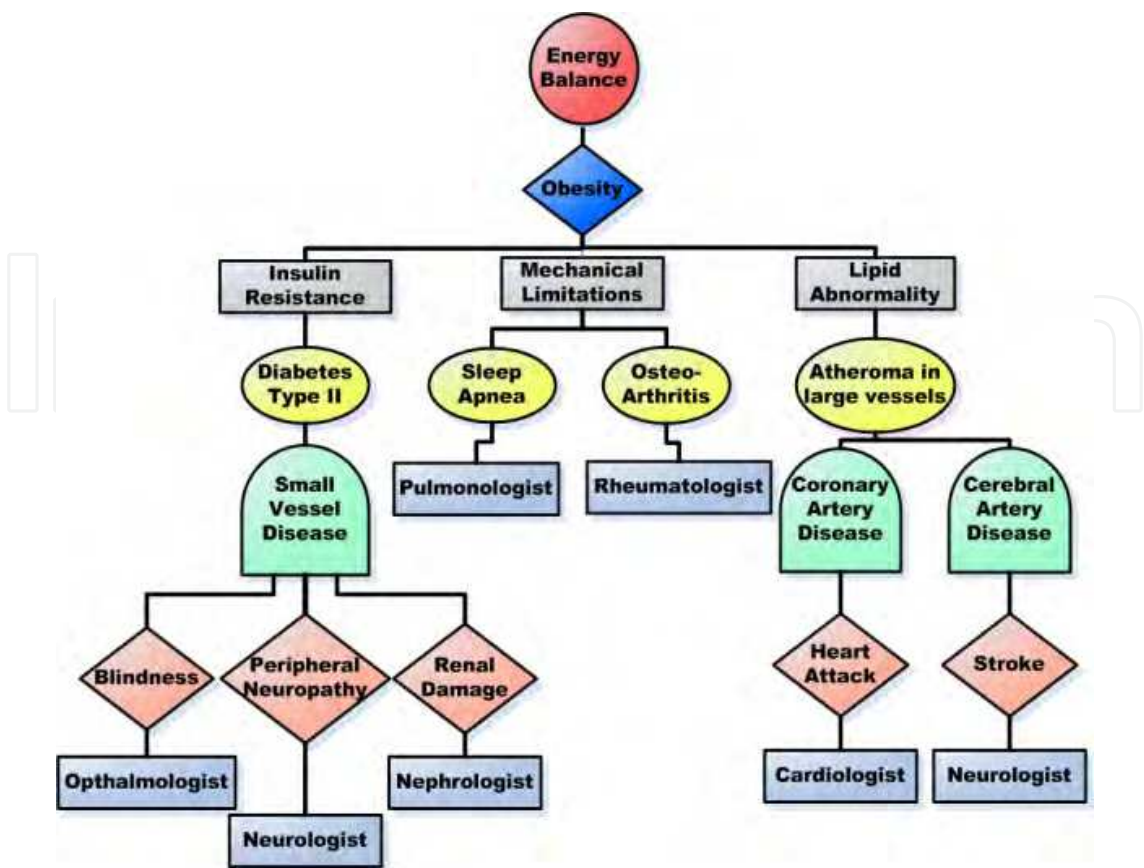 Energy
Balance
Obesity
Insulin
Resistance
Mechanical
Limitations
Lipid
Abnormality
Diabetes
Type II
Sleep
Apnea
Osteo-
Arthritis
Atheroma in
large vessels
Small
Vessel
Disease
Pulmonologist
Rheumatologist
Coronary
Artery
Disease
Cerebral
Artery
Disease
Blindness
Peripheral
Neuropathy
Renal
Damage
Heart
Attack
Stroke
Opthalmologist
Neurologist
Nephrologist
Cardiologist
Neurologist